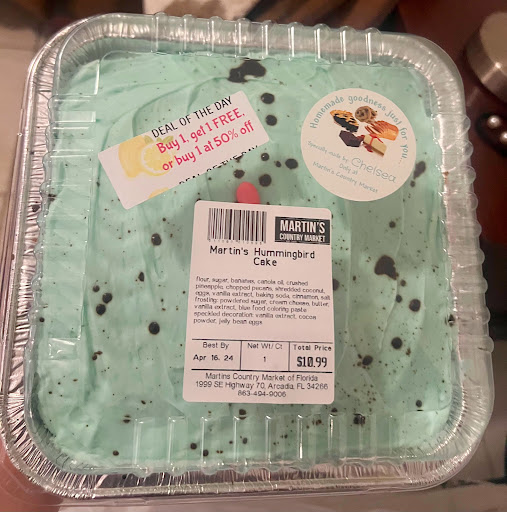 DEAL OF THE DAY
Buy 1, get 1 FREE.
or buy 1 at 50% off
Homemade goodness just for you.
Specially made by: Chelsea
Only at
Martin's Country Market
MARTIN'S
COUNTRY MARKET
Martin's Hummingbird
Cake
flour, sugar, bananas, canola oil, crushed
pineapple, chopped pecans, shredded coconut,
eggs, vanilla extract, baking soda, cinnamon, salt
frosting: powdered sugar, cream cheese, butter,
vanilla extract, blue food coloring paste
speckled decoration: vanilla extract, cocoa
powder, jelly bean eggs
Best By
Apr 16. 24
Net Wt/ Ct
1
Total Price
$10.99
Martins Country Market of Florida
1999 SE Highway 70, Arcadia, FL 34266
863-494-9006